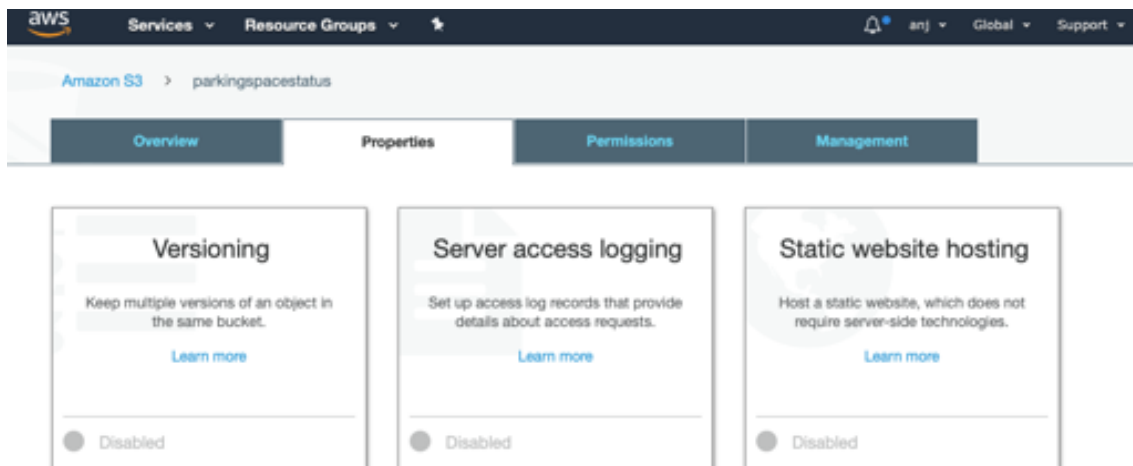 aws Services Resource Groups anj Global Support
Amazon S3 > parkingspacestatus
Overview Properties Permissions Management
Versioning
Keep multiple versions of an object in
the same bucket.
Learn more
Disabled
Server access logging
Set up access log records that provide
details about access requests.
Learn more
Disabled
Static website hosting
Host a static website, which does not
require server-side technologies.
Learn more
Disabled